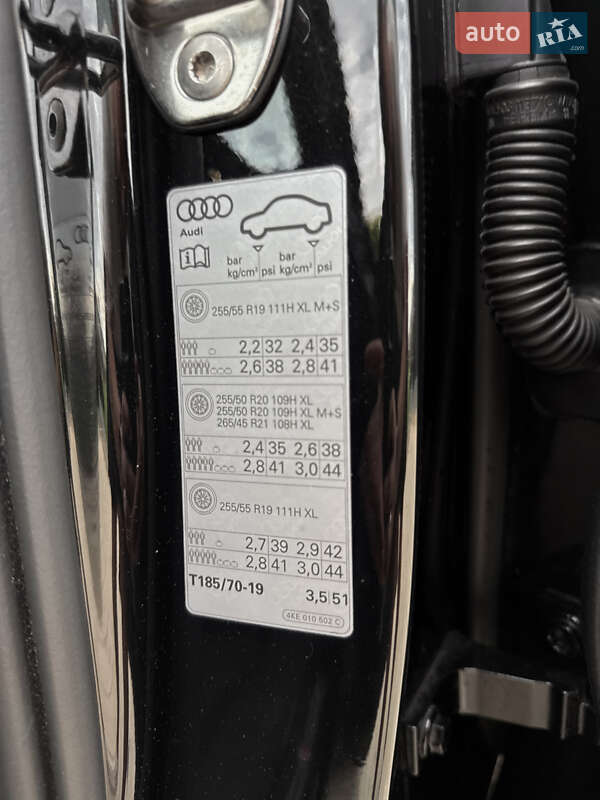 auto RIA
.com
Audi
bar bar
kg/cm² psi kg/cm² psi
255/55 R19 111H XL M+S
2,2 32 2,4 35
2,6 38 2,8 41
255/50 R20 109H XL
255/50 R20 109H XL M+S
265/45 R21 108H XL
2,4 35 2,6 38
2,8 41 3,0 44
255/55 R19 111H XL
2,7 39 2,9 42
2,8 41 3,0 44
T185/70-19 3,5 51
4KE 010 502 C